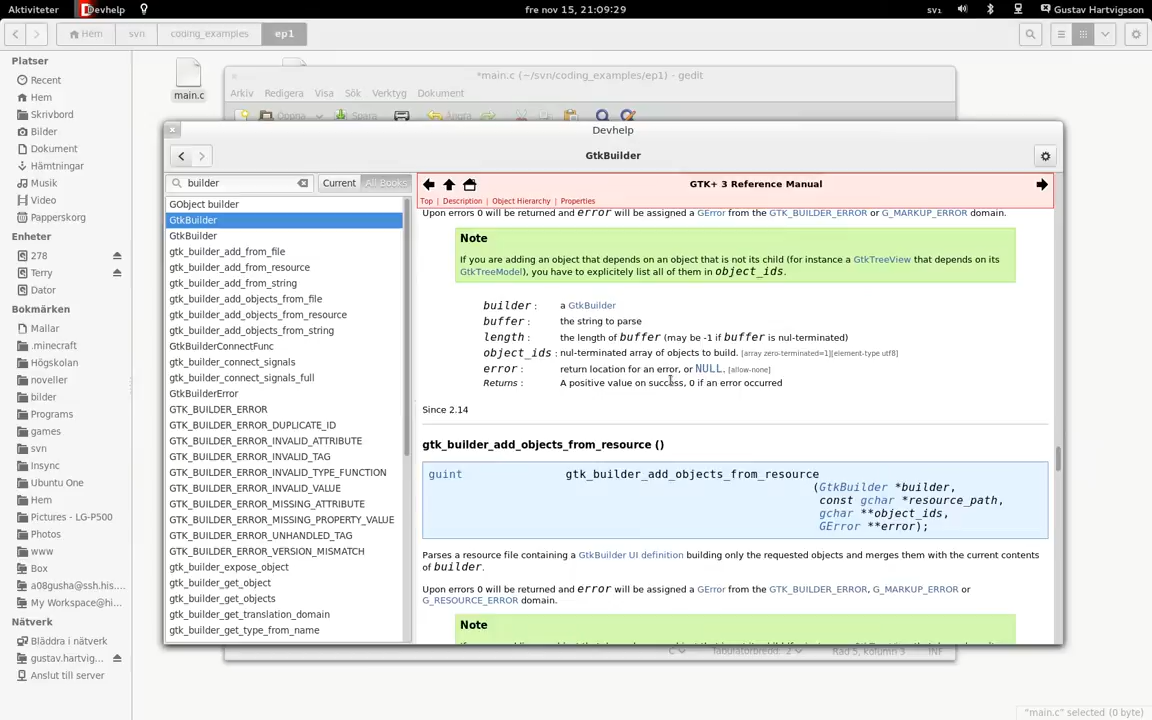 Aktiviteter Devhelp fre nov 15, 21:09:29 sv₁ Gustav Hartvigsson
Hem svn coding_examples ep1
Platser
Recent
Hem
Skrivbord
Bilder
Dokument
Hämtningar
Musik
Video
Papperskorg
Enheter
278
Terry
Dator
Bokmärken
Mallar
.minecraft
Högskolan
noveller
bilder
Programs
games
svn
Insync
Ubuntu One
Hem
Pictures - LG-P500
Photos
www
Box
a08gusha@ssh.his....
My Workspace@hi...
Nätverk
Bläddra i nätverk
gustav.hartvig...
Anslut till server
main.c
*main.c (~/svn/coding_examples/ep1) - gedit
Arkiv Redigera Visa Sök Verktyg Dokument
Öppna Spara Ångra
Devhelp
GtkBuilder
builder Current All Books
GObject builder
GtkBuilder
GtkBuilder
gtk_builder_add_from_file
gtk_builder_add_from_resource
gtk_builder_add_from_string
gtk_builder_add_objects_from_file
gtk_builder_add_objects_from_resource
gtk_builder_add_objects_from_string
GtkBuilderConnectFunc
gtk_builder_connect_signals
gtk_builder_connect_signals_full
GtkBuilderError
GTK_BUILDER_ERROR
GTK_BUILDER_ERROR_DUPLICATE_ID
GTK_BUILDER_ERROR_INVALID_ATTRIBUTE
GTK_BUILDER_ERROR_INVALID_TAG
GTK_BUILDER_ERROR_INVALID_TYPE_FUNCTION
GTK_BUILDER_ERROR_INVALID_VALUE
GTK_BUILDER_ERROR_MISSING_ATTRIBUTE
GTK_BUILDER_ERROR_MISSING_PROPERTY_VALUE
GTK_BUILDER_ERROR_UNHANDLED_TAG
GTK_BUILDER_ERROR_VERSION_MISMATCH
gtk_builder_expose_object
gtk_builder_get_object
gtk_builder_get_objects
gtk_builder_get_translation_domain
gtk_builder_get_type_from_name
GTK+ 3 Reference Manual
Top | Description | Object Hierarchy | Properties
Upon errors 0 will be returned and error will be assigned a GError from the GTK_BUILDER_ERROR or G_MARKUP_ERROR domain.
Note
If you are adding an object that depends on an object that is not its child (for instance a GtkTreeView that depends on its
GtkTreeModel), you have to explicitly list all of them in object_ids.
builder : a GtkBuilder
buffer : the string to parse
length : the length of buffer (may be -1 if buffer is nul-terminated)
object_ids : nul-terminated array of objects to build. [array zero-terminated=1][element-type utf8]
error : return location for an error, or NULL. [allow-none]
Returns : A positive value on success, 0 if an error occurred
Since 2.14
gtk_builder_add_objects_from_resource ()
guint gtk_builder_add_objects_from_resource
(GtkBuilder *builder,
const gchar *resource_path,
gchar **object_ids,
GError **error);
Parses a resource file containing a GtkBuilder UI definition building only the requested objects and merges them with the current contents
of builder.
Upon errors 0 will be returned and error will be assigned a GError from the GTK_BUILDER_ERROR, G_MARKUP_ERROR or
G_RESOURCE_ERROR domain.
Note
C Tabulatorbredd: 2 Rad 5, kolumn 3 INF
"main.c" selected (0 byte)